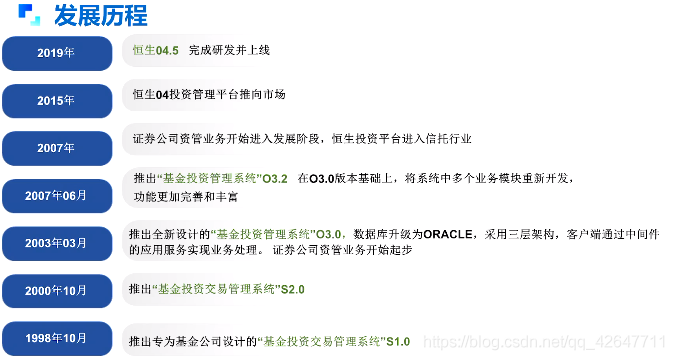 发展历程
2019年
恒生04.5 完成研发并上线
2015年
恒生04投资管理平台推向市场
2007年
证券公司资管业务开始进入发展阶段，恒生投资平台进入信托行业
2007年06月
推出“基金投资管理系统”O3.2 在O3.0版本基础上，将系统中多个业务模块重新开发，
功能更加完善和丰富
2003年03月
推出全新设计的“基金投资管理系统”O3.0，数据库升级为ORACLE，采用三层架构，客户端通过中间件
的应用服务实现业务处理。 证券公司资管业务开始起步
2000年10月
推出“基金投资交易管理系统”S2.0
1998年10月
推出专为基金公司设计的“基金投资交易管理系统”S1.0
https://blog.csdn.net/qq_42647711